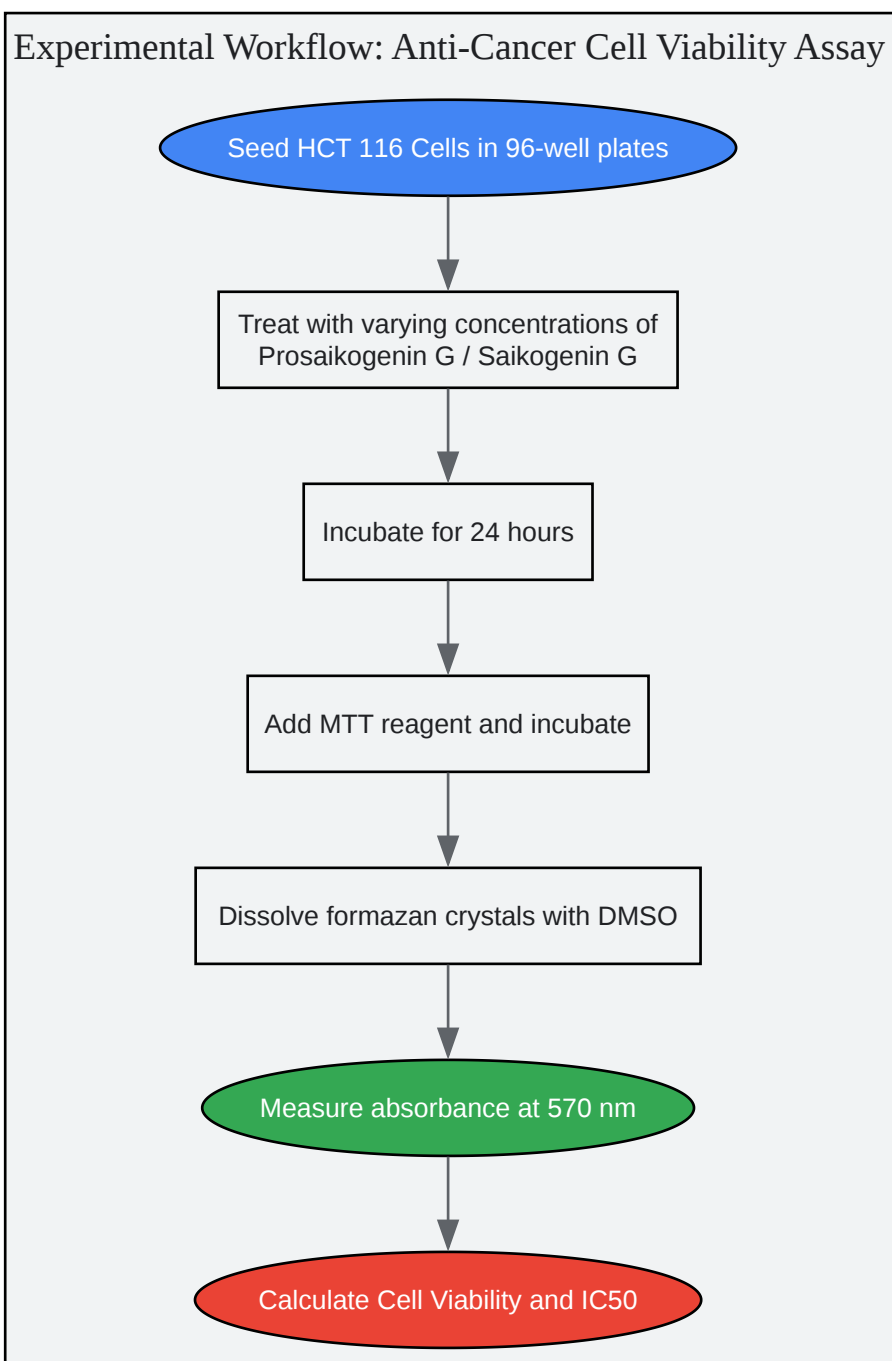 Experimental Workflow: Anti-Cancer Cell Viability Assay
Seed HCT 116 Cells in 96-well plates
Treat with varying concentrations of
Prosaikogenin G / Saikogenin G
Incubate for 24 hours
Add MTT reagent and incubate
Dissolve formazan crystals with DMSO
Measure absorbance at 570 nm
Calculate Cell Viability and IC50